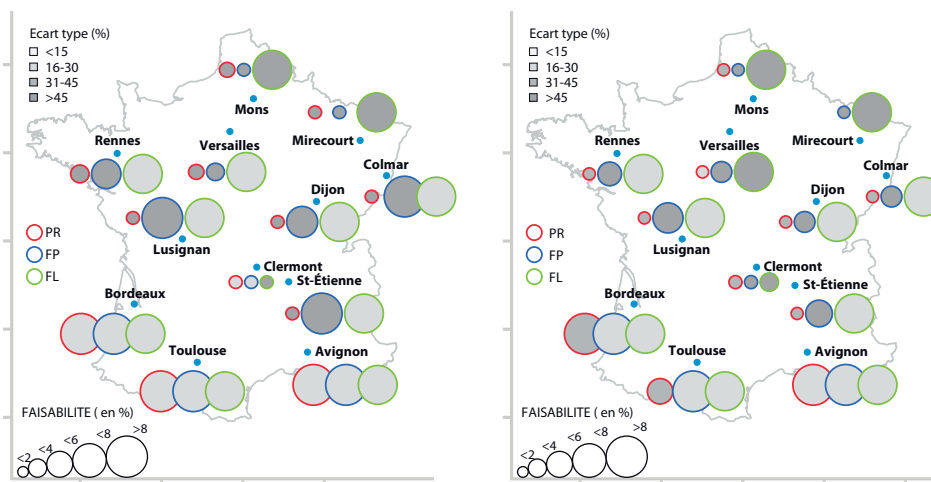 Ecart type (%)
<15
16-30
31-45
>45
Mons
Mirecourt
Rennes
Versailles
Colmar
Dijon
PR
FP
FL
Lusignan
Clermont
St-Étienne
Bordeaux
Toulouse
Avignon
FAISABILITE ( en %)
<2
<4
<6
<8
>8
Ecart type (%)
<15
16-30
31-45
>45
Mons
Mirecourt
Rennes
Versailles
Colmar
Dijon
PR
FP
FL
Lusignan
Clermont
St-Étienne
Bordeaux
Toulouse
Avignon
FAISABILITE ( en %)
<2
<4
<6
<8
>8